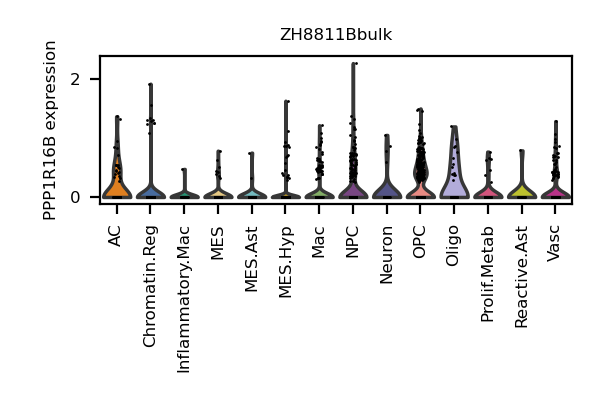 ZH8811Bbulk
PPP1R16B expression
2
0
AC
Chromatin.Reg
Inflammatory.Mac
MES
MES.Ast
MES.Hyp
Mac
NPC
Neuron
OPC
Oligo
Prolif.Metab
Reactive.Ast
Vasc